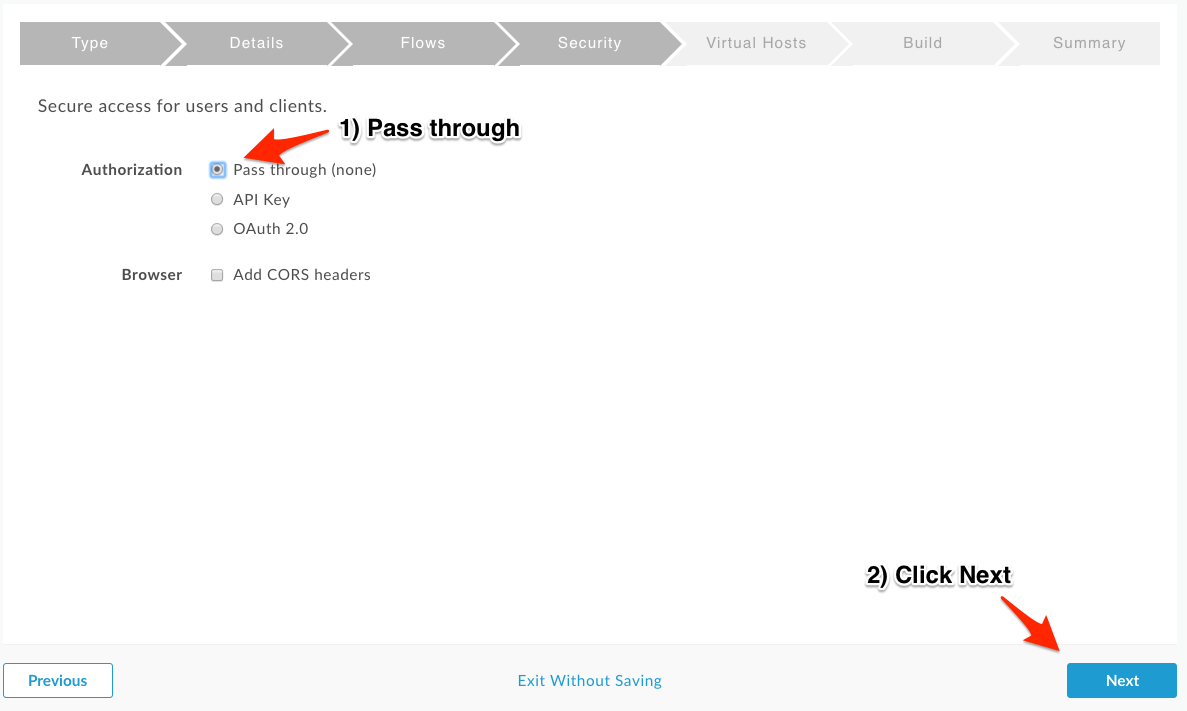 Type Details Flows Security Virtual Hosts Build Summary
Secure access for users and clients.
1) Pass through
Authorization Pass through (none)
API Key
OAuth 2.0
Browser Add CORS headers
2) Click Next
Previous Exit Without Saving Next